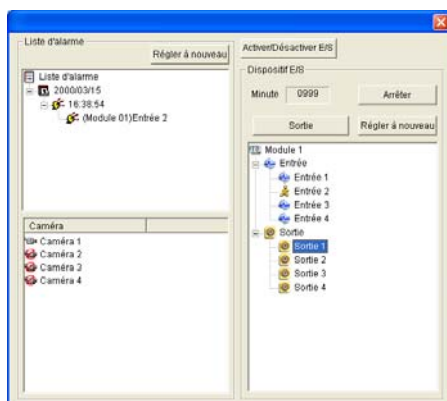 Liste d'alarme
Régler à nouveau
Liste d'alarme
2000/03/15
16:38:54
(Module 01)Entrée 2
Caméra
Caméra 1
Caméra 2
Caméra 3
Caméra 4
Activer/Désactiver E/S
Dispositif E/S
Minute 0999 Arrêter
Sortie Régler à nouveau
Module 1
Entrée
Entrée 1
Entrée 2
Entrée 3
Entrée 4
Sortie
Sortie 1
Sortie 2
Sortie 3
Sortie 4